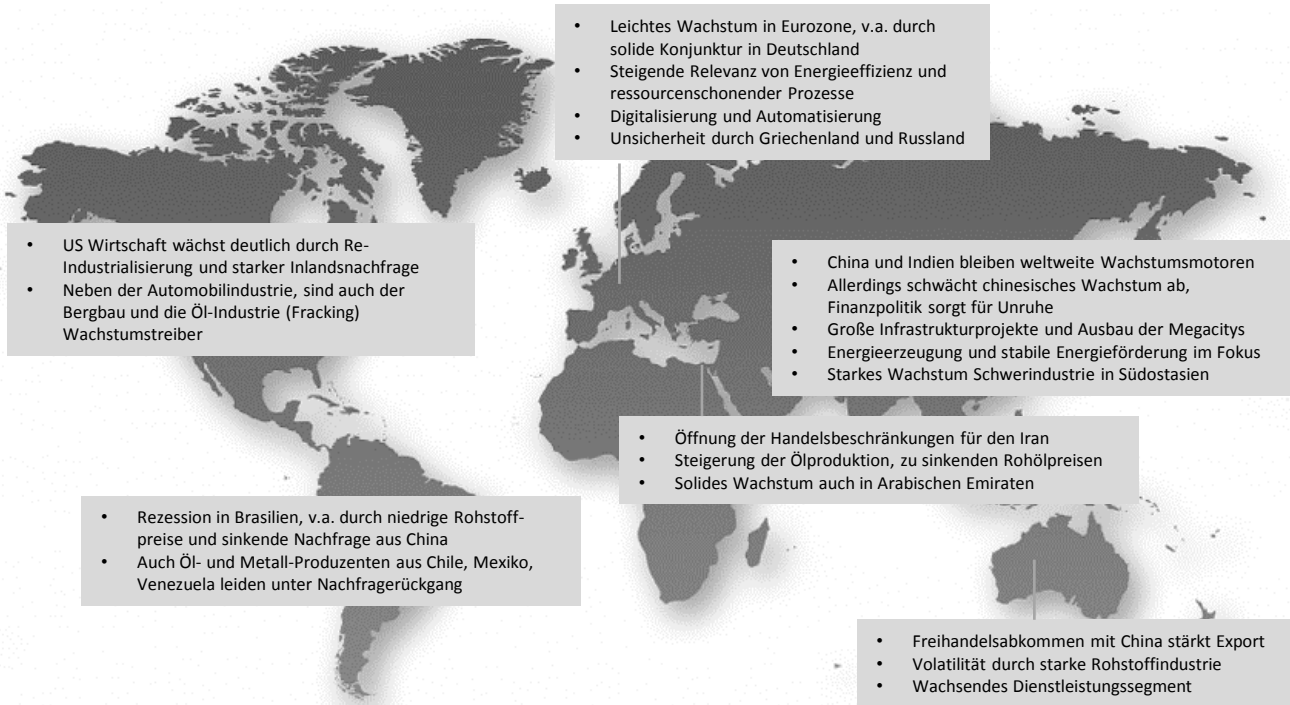 • Leichtes Wachstum in Eurozone, v.a. durch
solide Konjunktur in Deutschland
• Steigende Relevanz von Energieeffizienz und
ressourcenschonender Prozesse
• Digitalisierung und Automatisierung
• Unsicherheit durch Griechenland und Russland
• US Wirtschaft wächst deutlich durch Re-
Industrialisierung und starker Inlandsnachfrage
• Neben der Automobilindustrie, sind auch der
Bergbau und die Öl-Industrie (Fracking)
Wachstumstreiber
• China und Indien bleiben weltweite Wachstumsmotoren
• Allerdings schwächt chinesisches Wachstum ab,
Finanzpolitik sorgt für Unruhe
• Große Infrastrukturprojekte und Ausbau der Megacitys
• Energieerzeugung und stabile Energieförderung im Fokus
• Starkes Wachstum Schwerindustrie in Südostasien
• Öffnung der Handelsbeschränkungen für den Iran
• Steigerung der Ölproduktion, zu sinkenden Rohölpreisen
• Solides Wachstum auch in Arabischen Emiraten
• Rezession in Brasilien, v.a. durch niedrige Rohstoff-
preise und sinkende Nachfrage aus China
• Auch Öl- und Metall-Produzenten aus Chile, Mexiko,
Venezuela leiden unter Nachfragerückgang
• Freihandelsabkommen mit China stärkt Export
• Volatilität durch starke Rohstoffindustrie
• Wachsendes Dienstleistungssegment